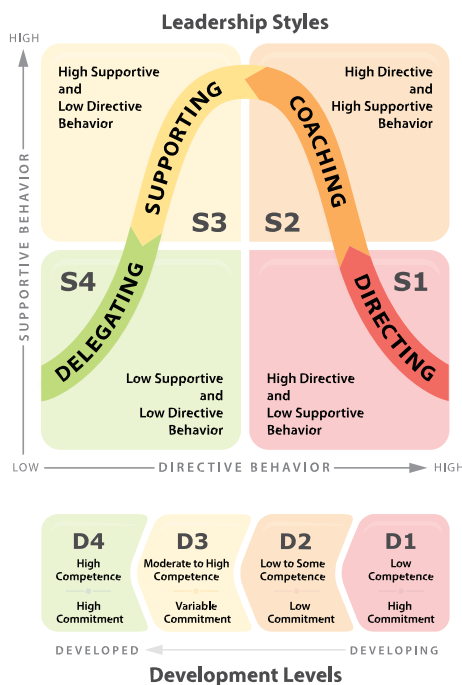 Leadership Styles
HIGH
High Supportive
and
Low Directive
Behavior
High Directive
and
High Supportive
Behavior
SUPPORTING
COACHING
S3
S2
SUPPORTIVE BEHAVIOR
S4
S1
DELEGATING
DIRECTING
Low Supportive
and
Low Directive
Behavior
High Directive
and
Low Supportive
Behavior
LOW
DIRECTIVE BEHAVIOR
HIGH
D4
High
Competence
High
Commitment
D3
Moderate to High
Competence
Variable
Commitment
D2
Low to Some
Competence
Low
Commitment
D1
Low
Competence
High
Commitment
DEVELOPED
DEVELOPING
Development Levels